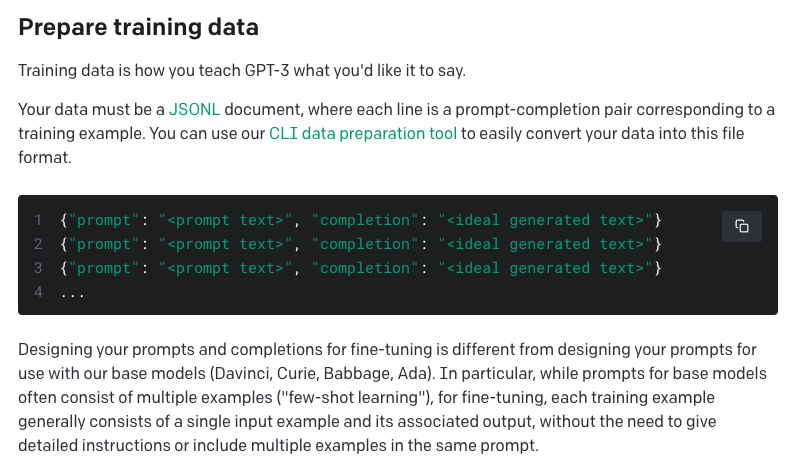 Prepare training data
Training data is how you teach GPT-3 what you'd like it to say.
Your data must be a JSONL document, where each line is a prompt-completion pair corresponding to a
training example. You can use our CLI data preparation tool to easily convert your data into this file
format.
1 {"prompt": "<prompt text>", "completion": "<ideal generated text>"}
2 {"prompt": "<prompt text>", "completion": "<ideal generated text>"}
3 {"prompt": "<prompt text>", "completion": "<ideal generated text>"}
4 ...
Designing your prompts and completions for fine-tuning is different from designing your prompts for
use with our base models (Davinci, Curie, Babbage, Ada). In particular, while prompts for base models
often consist of multiple examples ("few-shot learning"), for fine-tuning, each training example
generally consists of a single input example and its associated output, without the need to give
detailed instructions or include multiple examples in the same prompt.